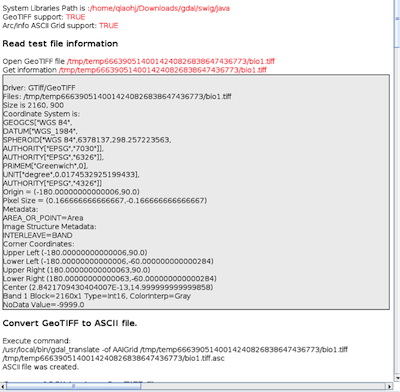 System Libraries Path is :/home/qiaohj/Downloads/gdal/swig/java
GeoTIFF support: TRUE
Arc/Info ASCII Grid support: TRUE
Read test file information
Open GeoTIFF file /tmp/temp6663905140014240826838647436773/bio1.tiff
Get information /tmp/temp6663905140014240826838647436773/bio1.tiff
Driver: GTiff/GeoTIFF
Files: /tmp/temp6663905140014240826838647436773/bio1.tiff
Size is 2160, 900
Coordinate System is:
GEOGCS["WGS 84",
DATUM["WGS_1984",
SPHEROID["WGS 84",6378137,298.257223563,
AUTHORITY["EPSG","7030"]],
AUTHORITY["EPSG","6326"]],
PRIMEM["Greenwich",0],
UNIT["degree",0.0174532925199433],
AUTHORITY["EPSG","4326"]]
Origin = (-180.00000000000006,90.0)
Pixel Size = (0.166666666666667,-0.166666666666667)
Metadata:
AREA_OR_POINT=Area
Image Structure Metadata:
INTERLEAVE=BAND
Corner Coordinates:
Upper Left (-180.00000000000006,90.0)
Lower Left (-180.00000000000006,-60.000000000000284)
Upper Right (180.00000000000063,90.0)
Lower Right (180.00000000000063,-60.000000000000284)
Center (2.8421709430404007E-13,14.999999999999858)
Band 1 Block=2160x1 Type=Int16, ColorInterp=Gray
NoData Value=-9999.0
Convert GeoTIFF to ASCII file.
Execute command:
/usr/local/bin/gdal_translate -of AAIGrid /tmp/temp6663905140014240826838647436773/bio1.tiff
/tmp/temp6663905140014240826838647436773/bio1.tiff.asc
ASCII file was created.